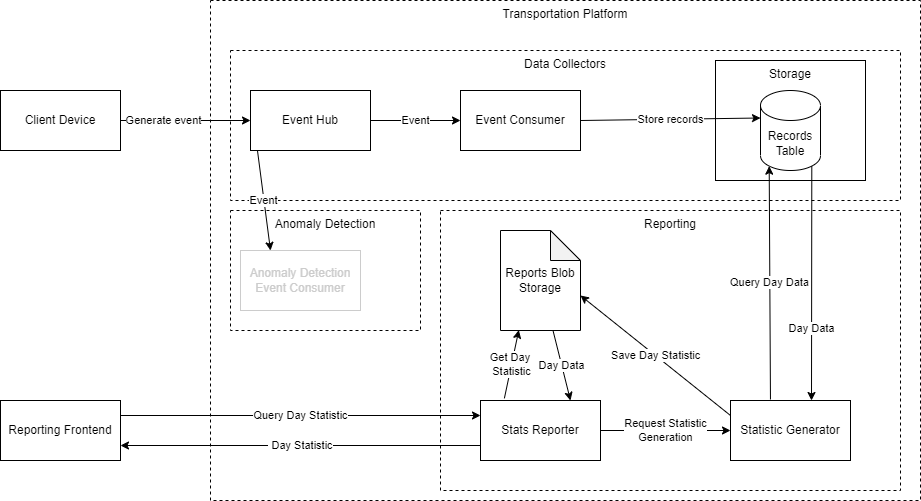 Transportation Platform
Data Collectors
Storage
Client Device
Generate event
Event Hub
Event
Event Consumer
Store records
Records
Table
Event
Anomaly Detection
Reporting
Anomaly Detection
Event Consumer
Reports Blob
Storage
Query Day Data
Day Data
Get Day
Statistic
Day Data
Save Day Statistic
Reporting Frontend
Query Day Statistic
Day Statistic
Stats Reporter
Request Statistic
Generation
Statistic Generator